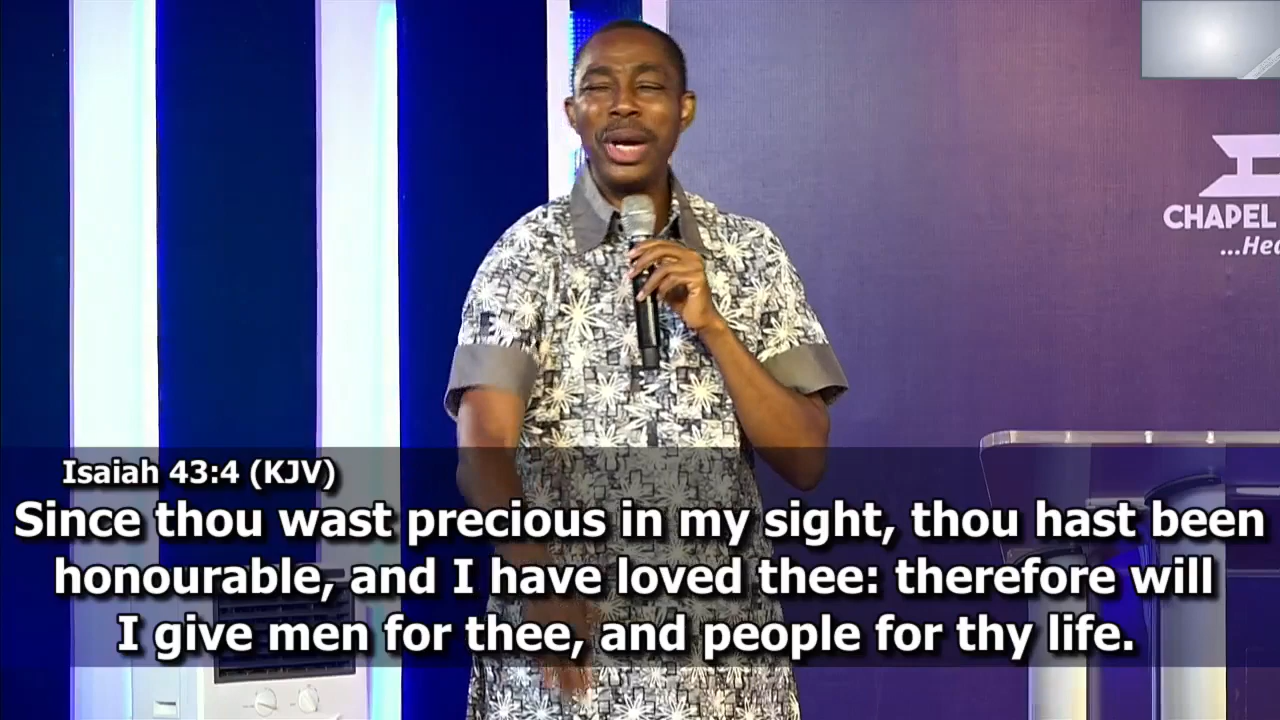 CHAPEL
Isaiah 43:4 (KJV)
Since thou wast precious in my sight, thou hast been
honourable, and I have loved thee: therefore will
I give men for thee, and people for thy life.